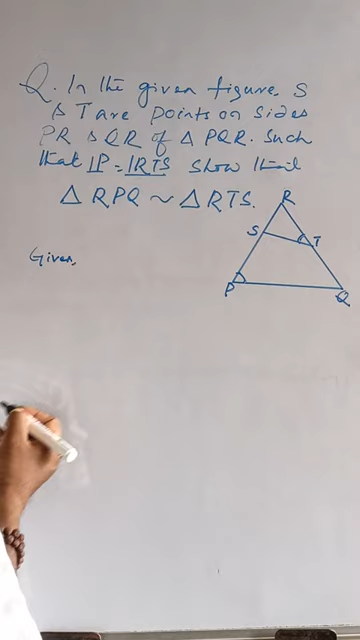 Q. In the given figure, S
& T are points on sides
PR & QR of △ PQR. Such
that ∠P = ∠RTS show that
△ RPQ ~ △ RTS.
R
S
T
Given,
P
Q